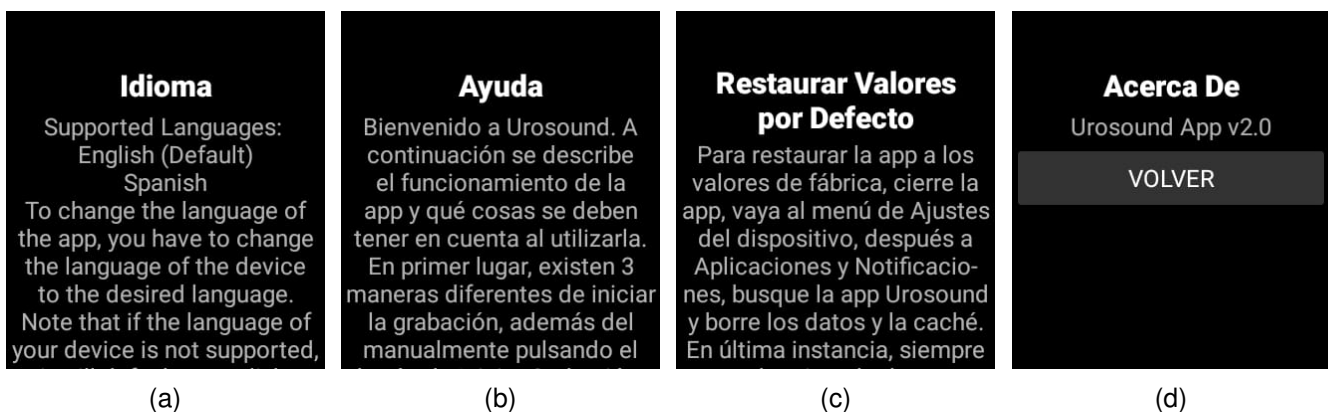 Idioma
Supported Languages:
English (Default)
Spanish
To change the language of
the app, you have to change
the language of the device
to the desired language.
Note that if the language of
your device is not supported,
(a)
Ayuda
Bienvenido a Urosound. A
continuación se describe
el funcionamiento de la
app y qué cosas se deben
tener en cuenta al utilizarla.
En primer lugar, existen 3
maneras diferentes de iniciar
la grabación, además del
manualmente pulsando el
(b)
Restaurar Valores
por Defecto
Para restaurar la app a los
valores de fábrica, cierre la
app, vaya al menú de Ajustes
del dispositivo, después a
Aplicaciones y Notificacio-
nes, busque la app Urosound
y borre los datos y la caché.
En última instancia, siempre
(c)
Acerca De
Urosound App v2.0
VOLVER
(d)